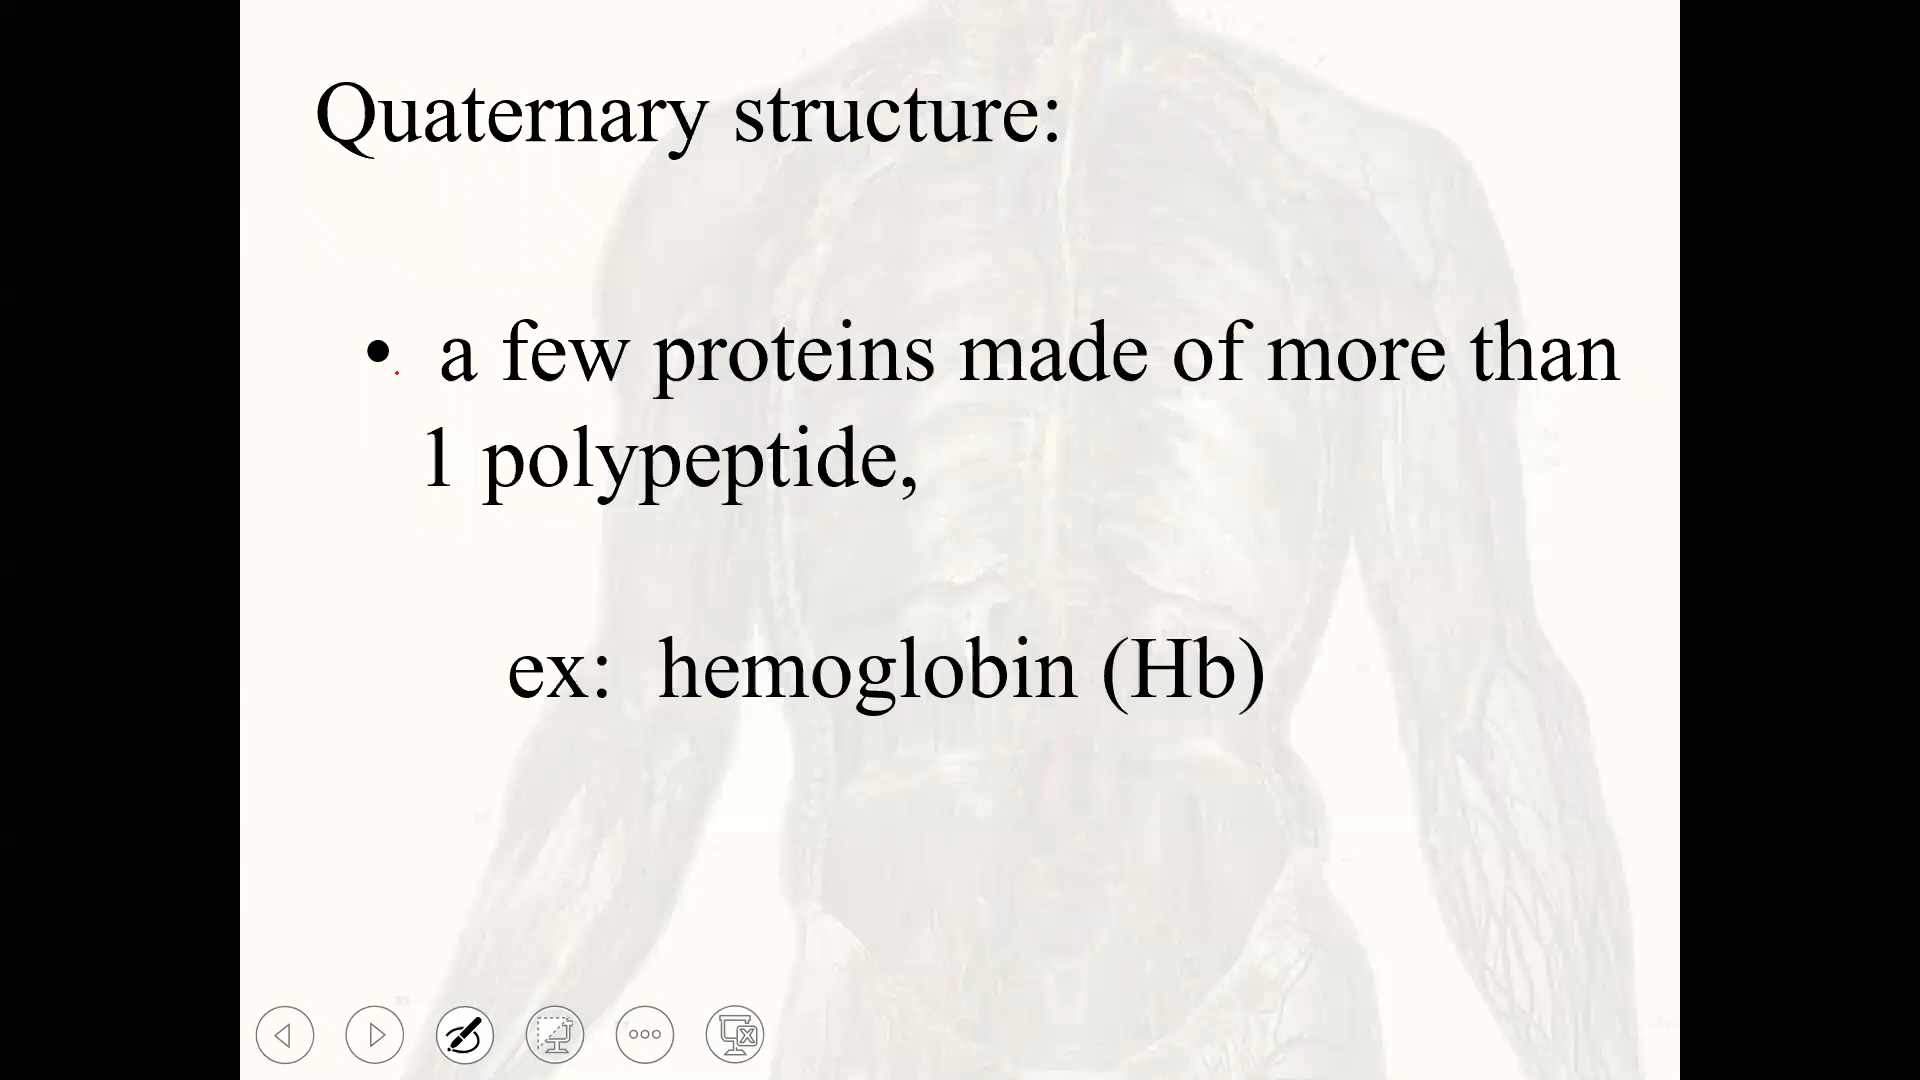 Quaternary structure:
• a few proteins made of more than
1 polypeptide,
ex: hemoglobin (Hb)